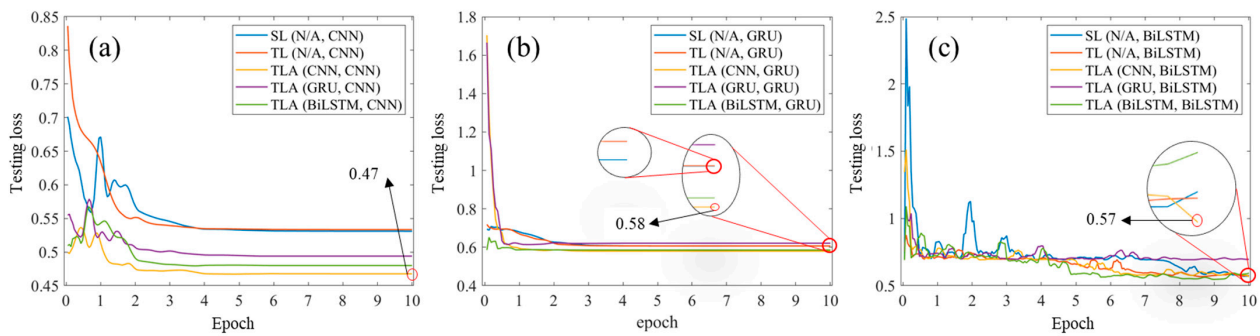 (a)
SL (N/A, CNN)
TL (N/A, CNN)
TLA (CNN, CNN)
TLA (GRU, CNN)
TLA (BiLSTM, CNN)
0.47
Testing loss
0.85
0.8
0.75
0.7
0.65
0.6
0.55
0.5
0.45
0 1 2 3 4 5 6 7 8 9 10
Epoch
(b)
SL (N/A, GRU)
TL (N/A, GRU)
TLA (CNN, GRU)
TLA (GRU, GRU)
TLA (BiLSTM, GRU)
0.58
Testing loss
1.8
1.6
1.4
1.2
1
0.8
0.6
0.4
0 1 2 3 4 5 6 7 8 9 10
epoch
(c)
SL (N/A, BiLSTM)
TL (N/A, BiLSTM)
TLA (CNN, BiLSTM)
TLA (GRU, BiLSTM)
TLA (BiLSTM, BiLSTM)
0.57
Testing loss
2.5
2
1.5
1
0.5
0 1 2 3 4 5 6 7 8 9 10
Epoch